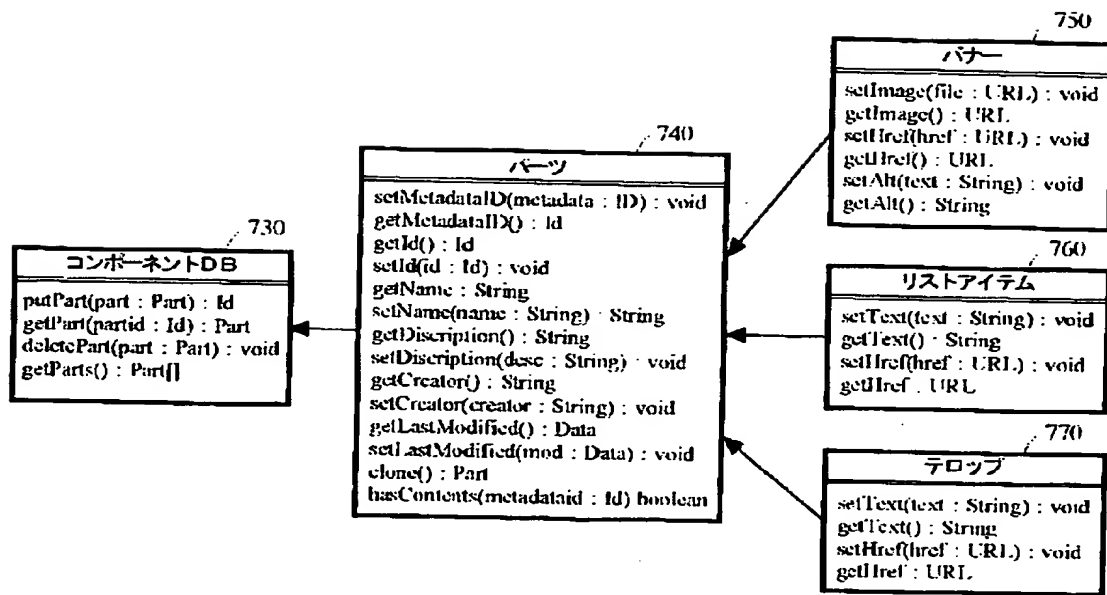 730
コンポーネントDB
putPart(part : Part) : Id
getPart(partid : Id) : Part
deletePart(part : Part) : void
getParts() : Part[]
740
パーツ
setMetadataID(metadata : ID) : void
getMetadataID() : Id
getId() : Id
setId(id : Id) : void
getName : String
setName(name : String) : String
getDiscription() : String
setDiscription(desc : String) : void
getCreator() : String
setCreator(creator : String) : void
getLastModified() : Data
setLastModified(mod : Data) : void
clone() : Part
hasContents(metadataid : Id) boolean
750
バナー
setImage(file : URL) : void
getImage() : URL
setHref(href : URL) : void
getHref() : URL
setAlt(text : String) : void
getAlt() : String
760
リストアイテム
setText(text : String) : void
getText() : String
setHref(href : URL) : void
getHref : URL
770
テロップ
setText(text : String) : void
getText() : String
setHref(href : URL) : void
getHref : URL